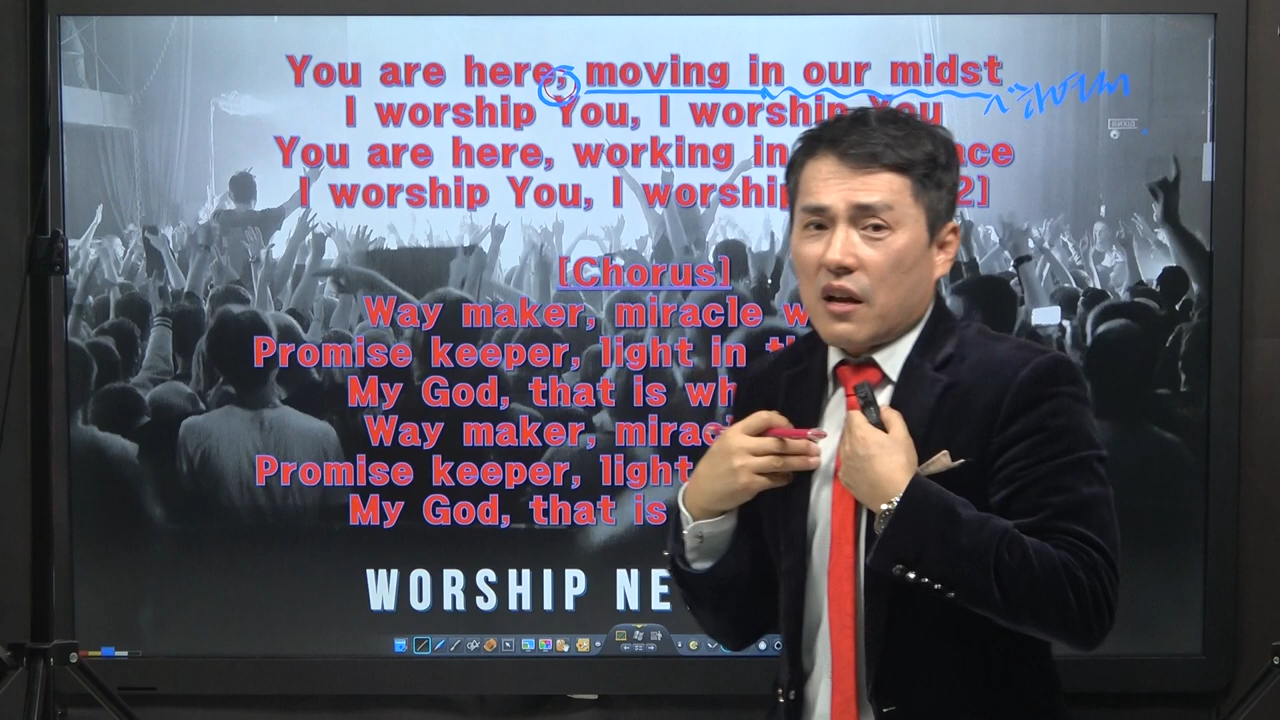 You are here, moving in our midst
I worship You, I worship You
You are here, working in
I worship You, I worship 2]
[Chorus]
Way maker, miracle
Promise keeper, light in
My God, that is
Way maker,
Promise keeper, light
My God, that is
WORSHIP